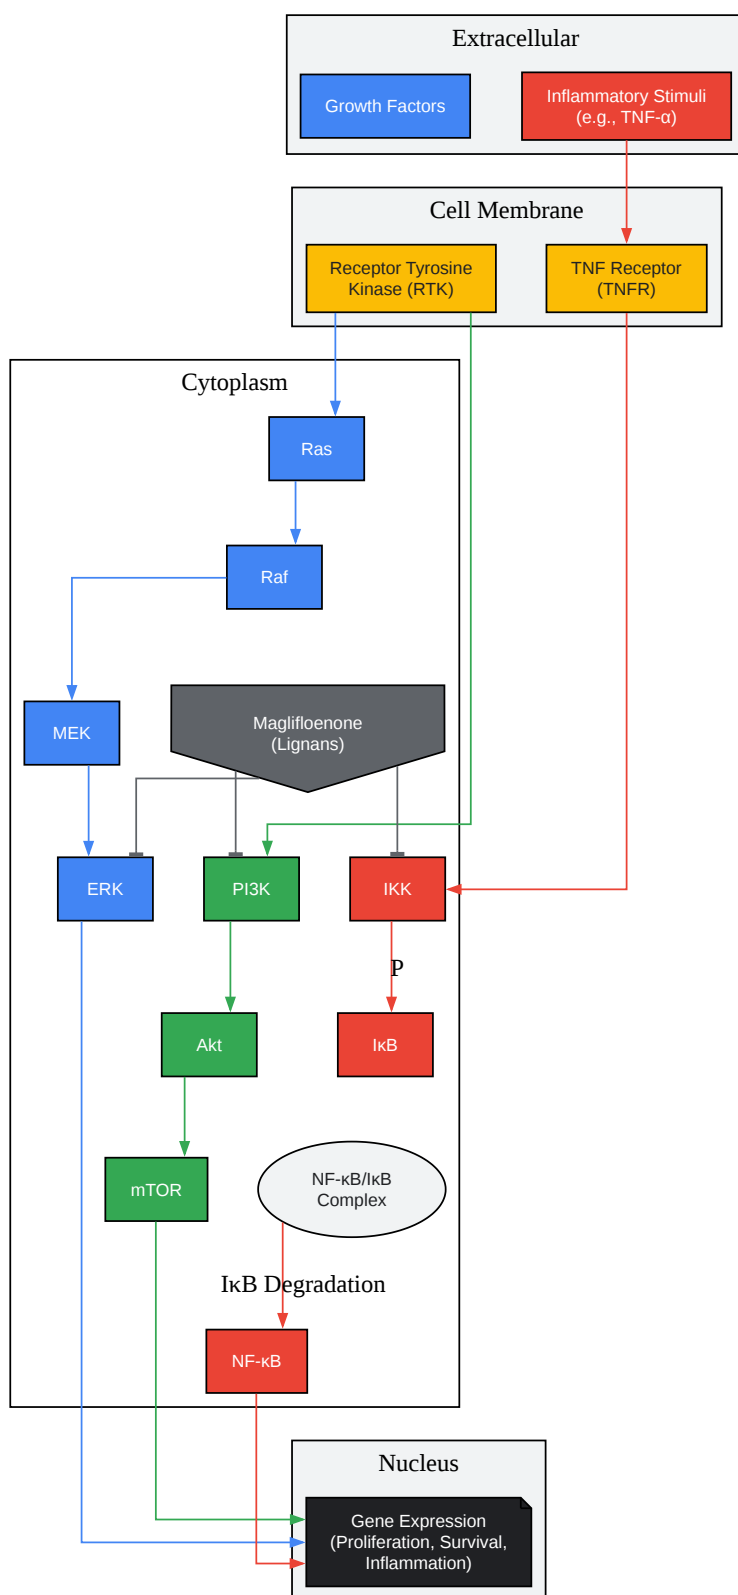 Extracellular
Growth Factors
Inflammatory Stimuli
(e.g., TNF-α)
Cell Membrane
Receptor Tyrosine
Kinase (RTK)
TNF Receptor
(TNFR)
Cytoplasm
Ras
Raf
MEK
Maglifloenone
(Lignans)
ERK
PI3K
IKK
P
Akt
IκB
mTOR
NF-κB/IκB
Complex
IκB Degradation
NF-κB
Nucleus
Gene Expression
(Proliferation, Survival,
Inflammation)